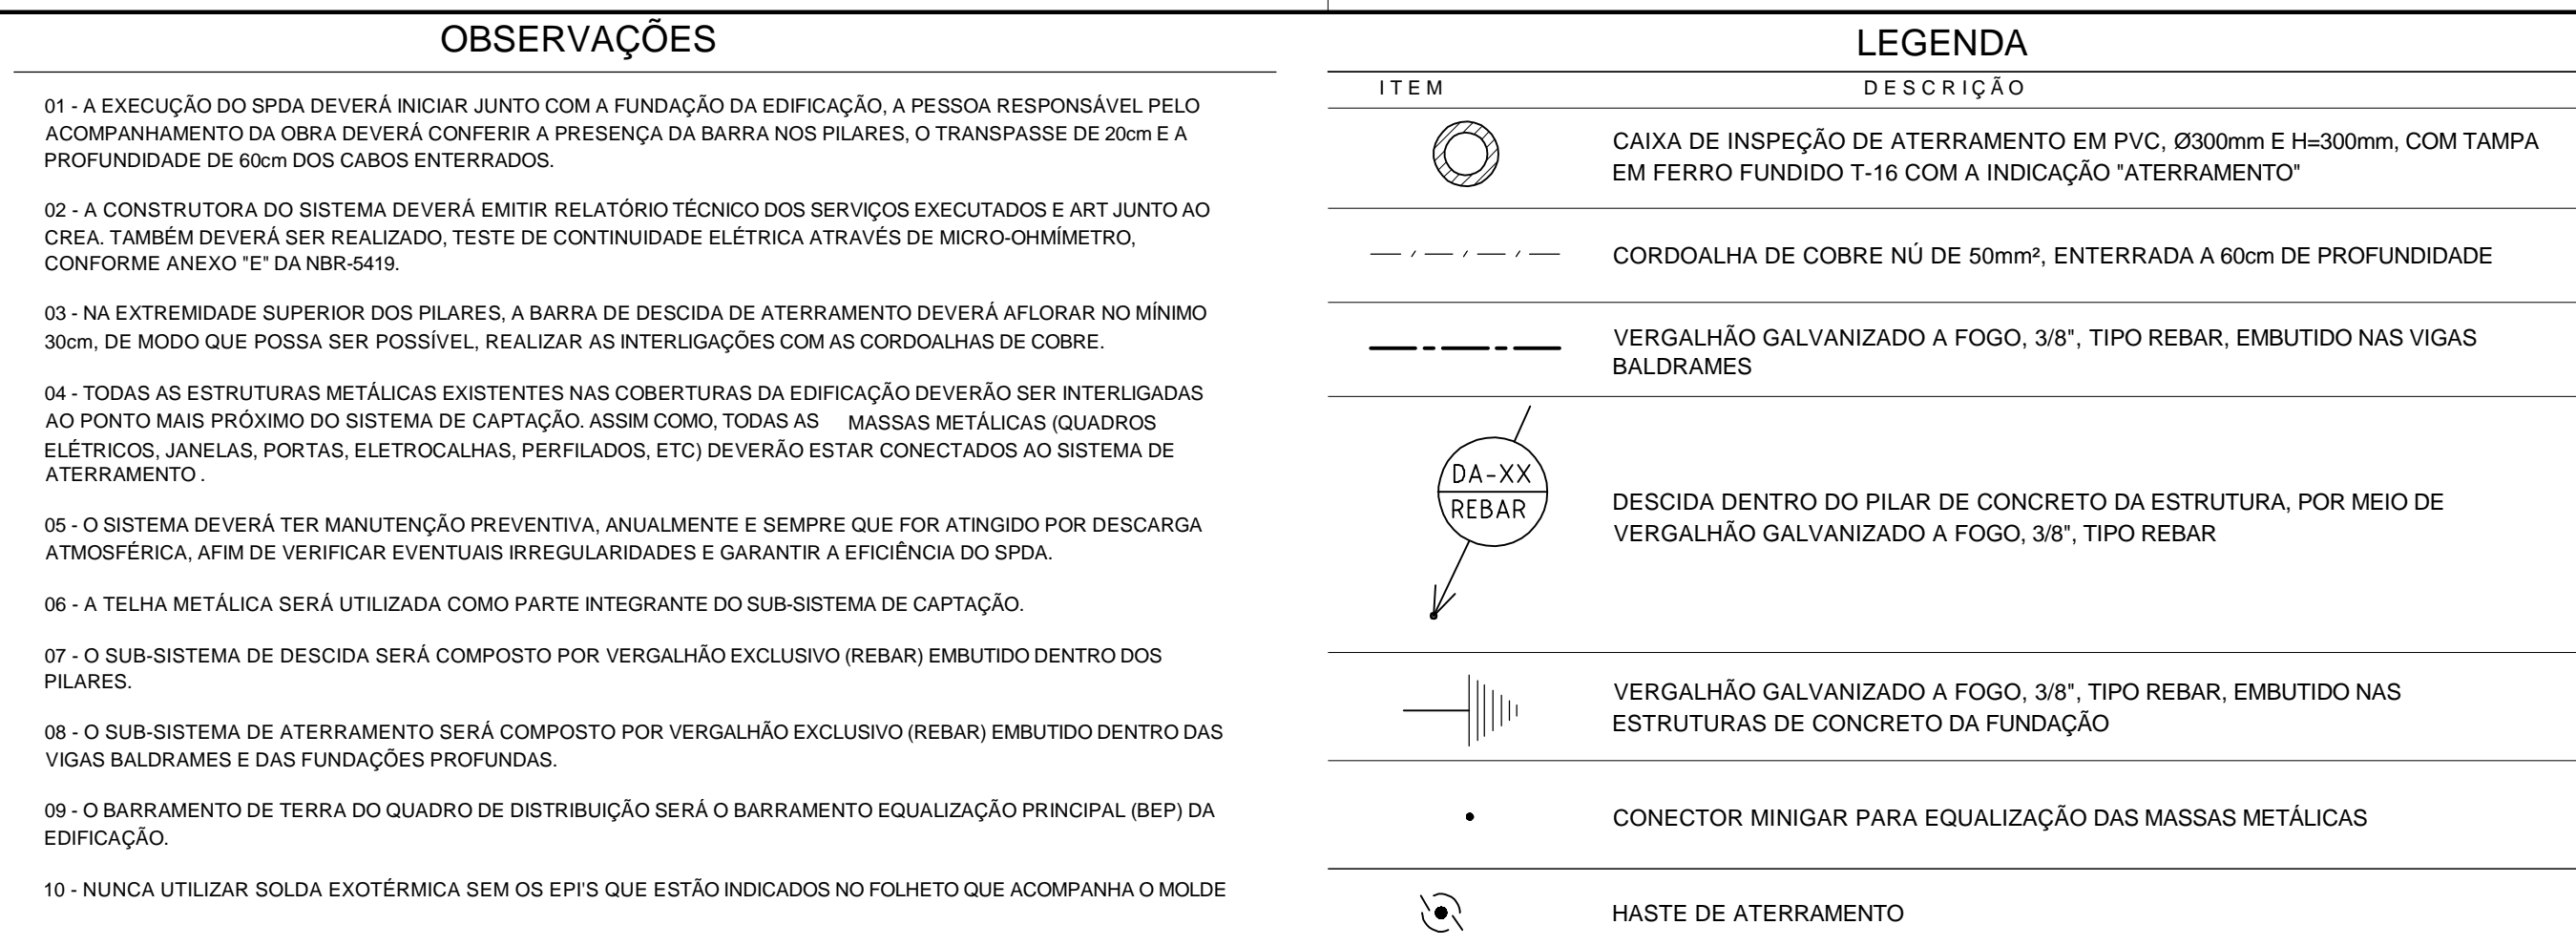 OBSERVAÇÕES
01 - A EXECUÇÃO DO SPDA DEVERÁ INICIAR JUNTO COM A FUNDAÇÃO DA EDIFICAÇÃO, A PESSOA RESPONSÁVEL PELO
ACOMPANHAMENTO DA OBRA DEVERÁ CONFERIR A PRESENÇA DA BARRA NOS PILARES, O TRANSPASSE DE 20cm E A
PROFUNDIDADE DE 60cm DOS CABOS ENTERRADOS.
02 - A CONSTRUTORA DO SISTEMA DEVERÁ EMITIR RELATÓRIO TÉCNICO DOS SERVIÇOS EXECUTADOS E ART JUNTO AO
CREA. TAMBÉM DEVERÁ SER REALIZADO, TESTE DE CONTINUIDADE ELÉTRICA ATRAVÉS DE MICRO-OHMÍMETRO,
CONFORME ANEXO "E" DA NBR-5419.
03 - NA EXTREMIDADE SUPERIOR DOS PILARES, A BARRA DE DESCIDA DE ATERRAMENTO DEVERÁ AFLORAR NO MÍNIMO
30cm, DE MODO QUE POSSA SER POSSÍVEL, REALIZAR AS INTERLIGAÇÕES COM AS CORDOALHAS DE COBRE.
04 - TODAS AS ESTRUTURAS METÁLICAS EXISTENTES NAS COBERTURAS DA EDIFICAÇÃO DEVERÃO SER INTERLIGADAS
AO PONTO MAIS PRÓXIMO DO SISTEMA DE CAPTAÇÃO. ASSIM COMO, TODAS AS MASSAS METÁLICAS (QUADROS
ELÉTRICOS, JANELAS, PORTAS, ELETROCALHAS, PERFILADOS, ETC) DEVERÃO ESTAR CONECTADOS AO SISTEMA DE
ATERRAMENTO .
05 - O SISTEMA DEVERÁ TER MANUTENÇÃO PREVENTIVA, ANUALMENTE E SEMPRE QUE FOR ATINGIDO POR DESCARGA
ATMOSFÉRICA, AFIM DE VERIFICAR EVENTUAIS IRREGULARIDADES E GARANTIR A EFICIÊNCIA DO SPDA.
06 - A TELHA METÁLICA SERÁ UTILIZADA COMO PARTE INTEGRANTE DO SUB-SISTEMA DE CAPTAÇÃO.
07 - O SUB-SISTEMA DE DESCIDA SERÁ COMPOSTO POR VERGALHÃO EXCLUSIVO (REBAR) EMBUTIDO DENTRO DOS
PILARES.
08 - O SUB-SISTEMA DE ATERRAMENTO SERÁ COMPOSTO POR VERGALHÃO EXCLUSIVO (REBAR) EMBUTIDO DENTRO DAS
VIGAS BALDRAMES E DAS FUNDAÇÕES PROFUNDAS.
09 - O BARRAMENTO DE TERRA DO QUADRO DE DISTRIBUIÇÃO SERÁ O BARRAMENTO EQUALIZAÇÃO PRINCIPAL (BEP) DA
EDIFICAÇÃO.
10 - NUNCA UTILIZAR SOLDA EXOTÉRMICA SEM OS EPI'S QUE ESTÃO INDICADOS NO FOLHETO QUE ACOMPANHA O MOLDE
LEGENDA
ITEM DESCRIÇÃO
CAIXA DE INSPEÇÃO DE ATERRAMENTO EM PVC, Ø300mm E H=300mm, COM TAMPA
EM FERRO FUNDIDO T-16 COM A INDICAÇÃO "ATERRAMENTO"
CORDOALHA DE COBRE NÚ DE 50mm², ENTERRADA A 60cm DE PROFUNDIDADE
VERGALHÃO GALVANIZADO A FOGO, 3/8", TIPO REBAR, EMBUTIDO NAS VIGAS
BALDRAMES
DA-XX
REBAR
DESCIDA DENTRO DO PILAR DE CONCRETO DA ESTRUTURA, POR MEIO DE
VERGALHÃO GALVANIZADO A FOGO, 3/8", TIPO REBAR
VERGALHÃO GALVANIZADO A FOGO, 3/8", TIPO REBAR, EMBUTIDO NAS
ESTRUTURAS DE CONCRETO DA FUNDAÇÃO
CONECTOR MINIGAR PARA EQUALIZAÇÃO DAS MASSAS METÁLICAS
HASTE DE ATERRAMENTO